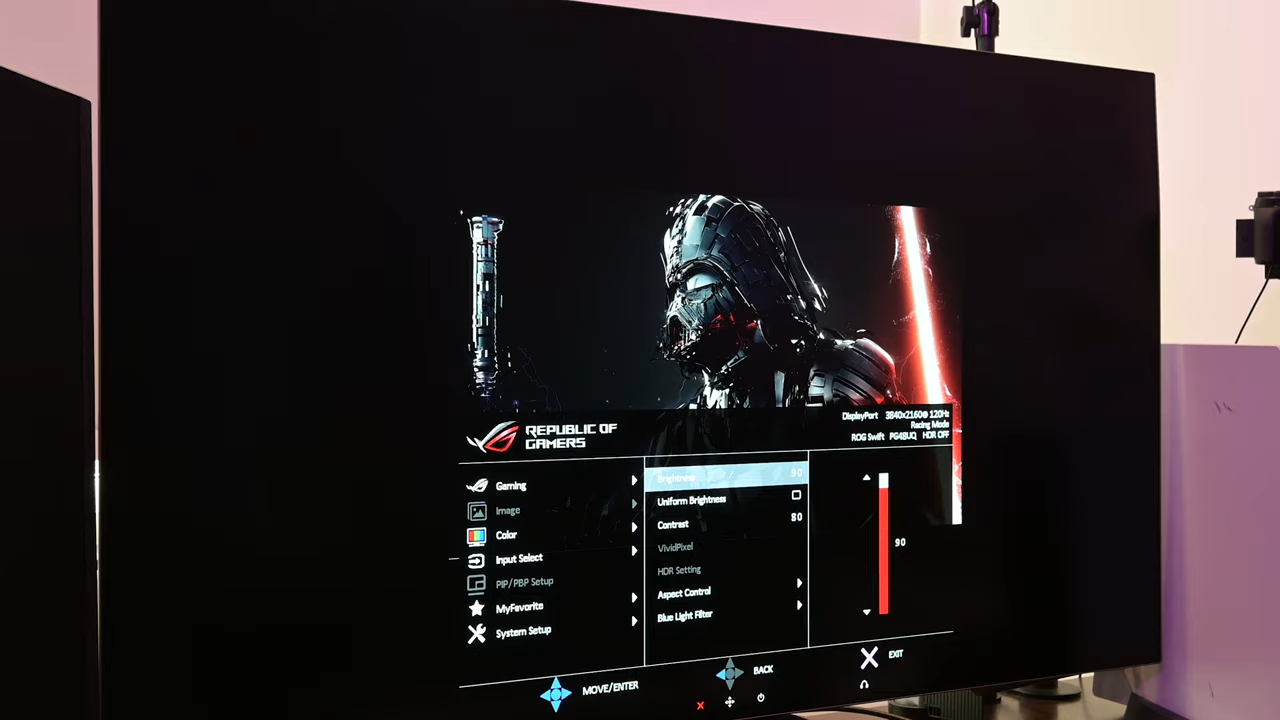 DisplayPort 3840x2160@ 120Hz
Racing Mode
ROG Swift PG48UQ HDR OFF
REPUBLIC OF
GAMERS
Gaming
Image
Color
Input Select
PIP/PBP Setup
MyFavorite
System Setup
Brightness 90
Uniform Brightness
Contrast 80
VividPixel
HDR Setting
Aspect Control
Blue Light Filter
90
MOVE/ENTER
BACK
EXIT